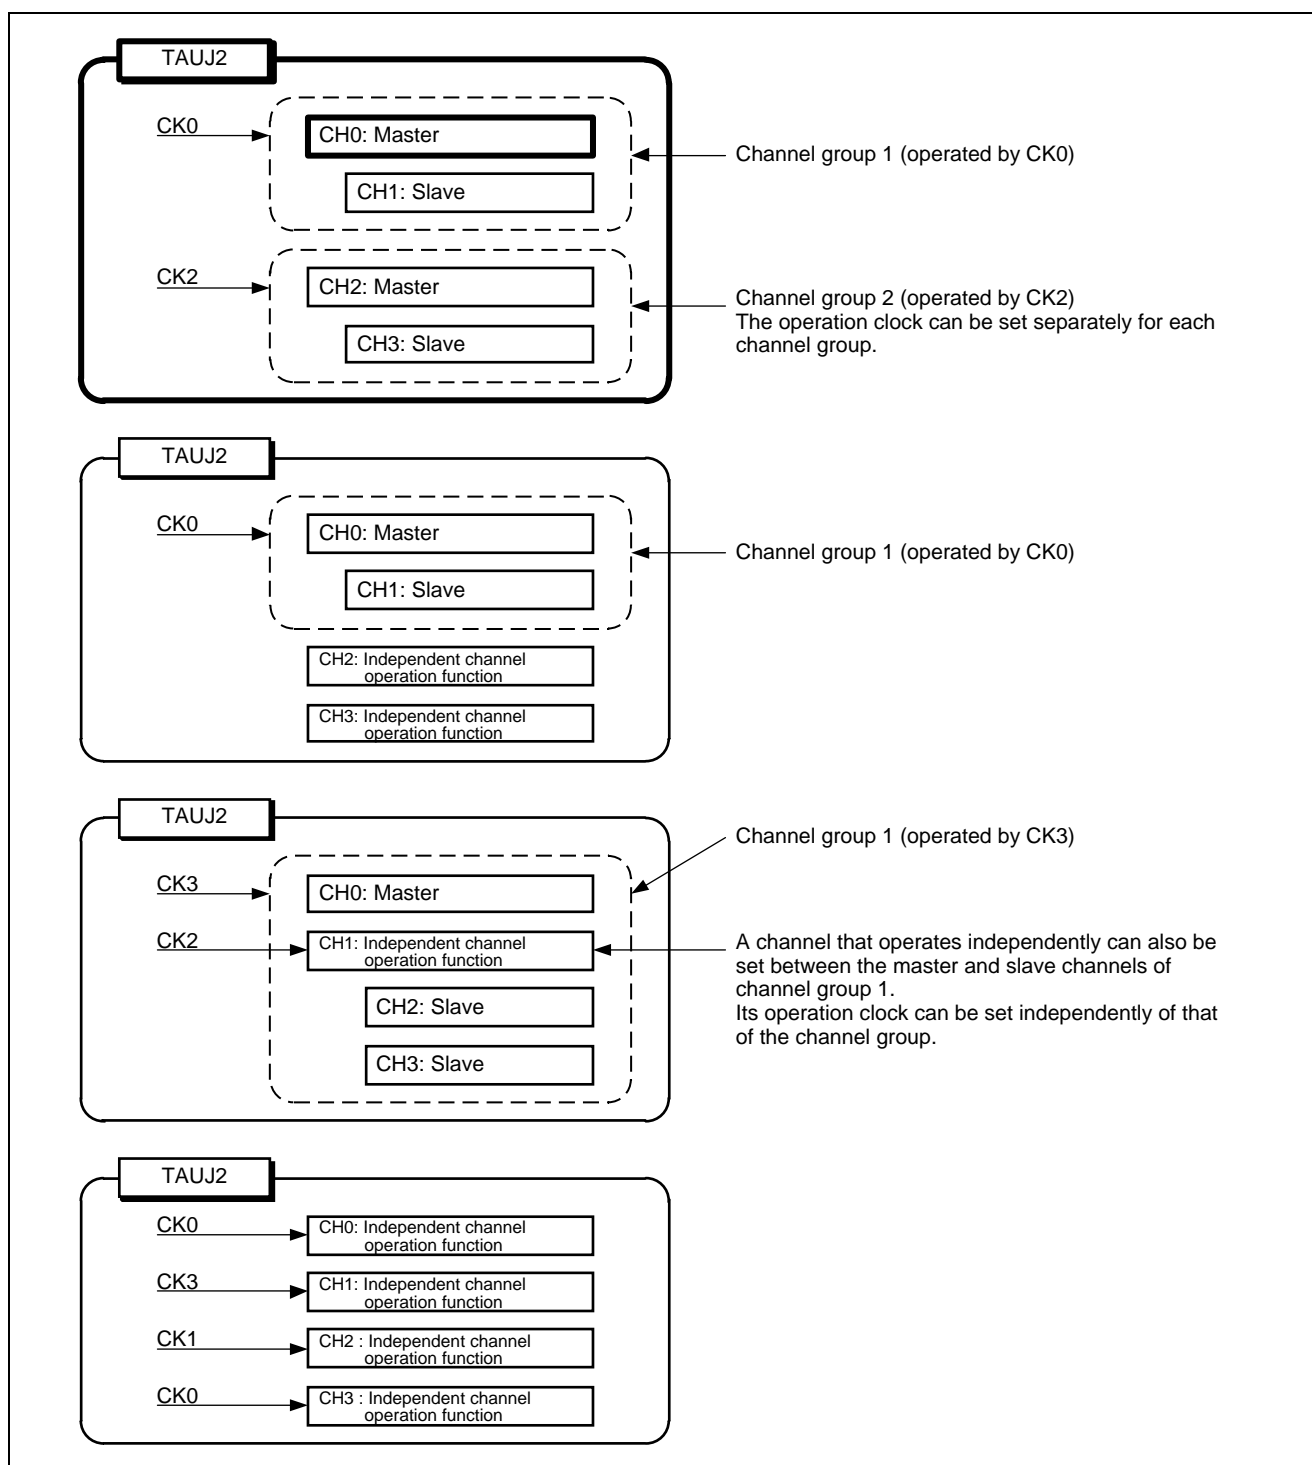 TAUJ2
CK0
CH0: Master
Channel group 1 (operated by CK0)
CH1: Slave
CK2
CH2: Master
Channel group 2 (operated by CK2)
The operation clock can be set separately for each
channel group.
CH3: Slave
TAUJ2
CK0
CH0: Master
Channel group 1 (operated by CK0)
CH1: Slave
CH2: Independent channel
operation function
CH3: Independent channel
operation function
TAUJ2
Channel group 1 (operated by CK3)
CK3
CH0: Master
CK2
CH1: Independent channel
operation function
A channel that operates independently can also be
set between the master and slave channels of
channel group 1.
Its operation clock can be set independently of that
of the channel group.
CH2: Slave
CH3: Slave
TAUJ2
CK0
CH0: Independent channel
operation function
CK3
CH1: Independent channel
operation function
CK1
CH2 : Independent channel
operation function
CK0
CH3 : Independent channel
operation function